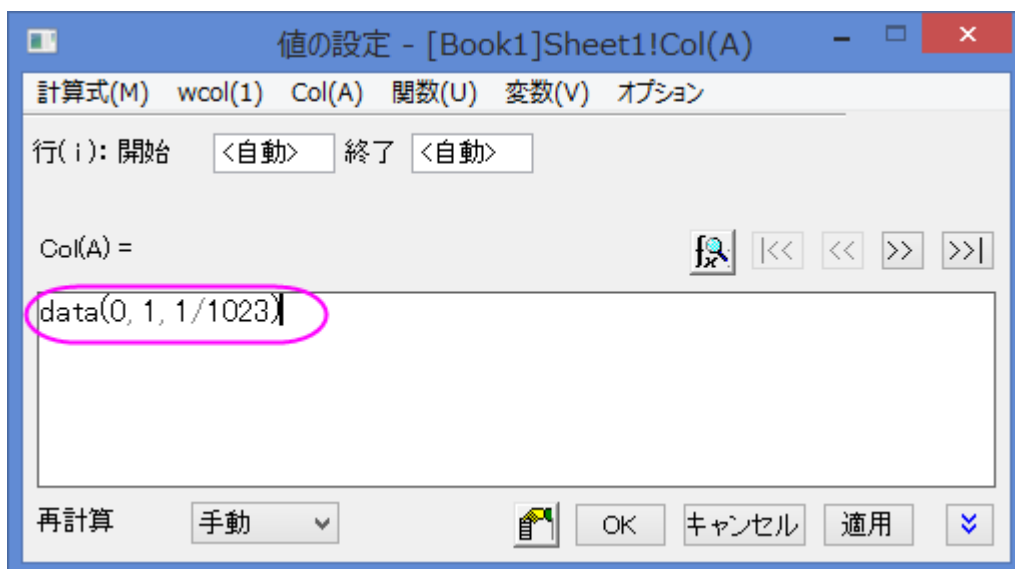 値の設定 - [Book1]Sheet1!Col(A)
計算式(M) wcol(1) Col(A) 関数(U) 変数(V) オプション
行(i): 開始 <自動> 終了 <自動>
Col(A) = |<< << >> >>|
data(0, 1, 1/1023)
再計算 手動 OK キャンセル 適用